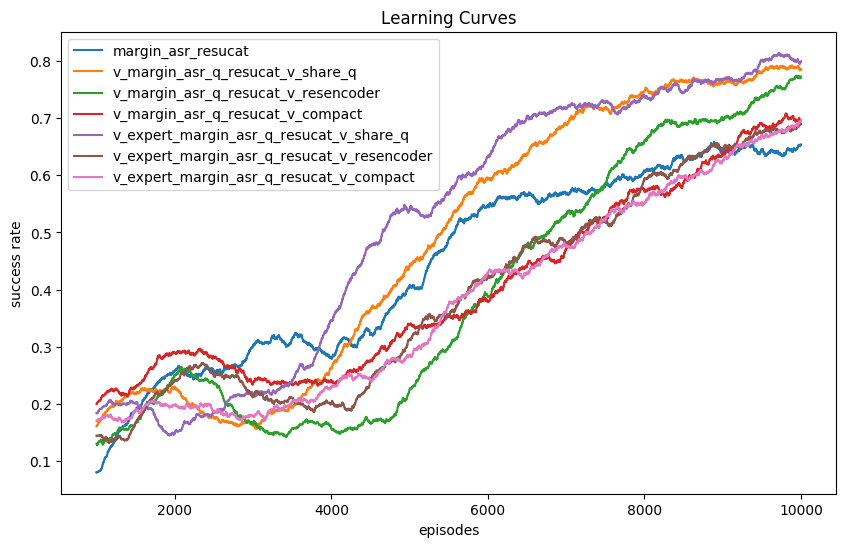 Learning Curves
margin_asr_resucat
v_margin_asr_q_resucat_v_share_q
v_margin_asr_q_resucat_v_resencoder
v_margin_asr_q_resucat_v_compact
v_expert_margin_asr_q_resucat_v_share_q
v_expert_margin_asr_q_resucat_v_resencoder
v_expert_margin_asr_q_resucat_v_compact
success rate
0.8
0.7
0.6
0.5
0.4
0.3
0.2
0.1
2000 4000 6000 8000 10000
episodes